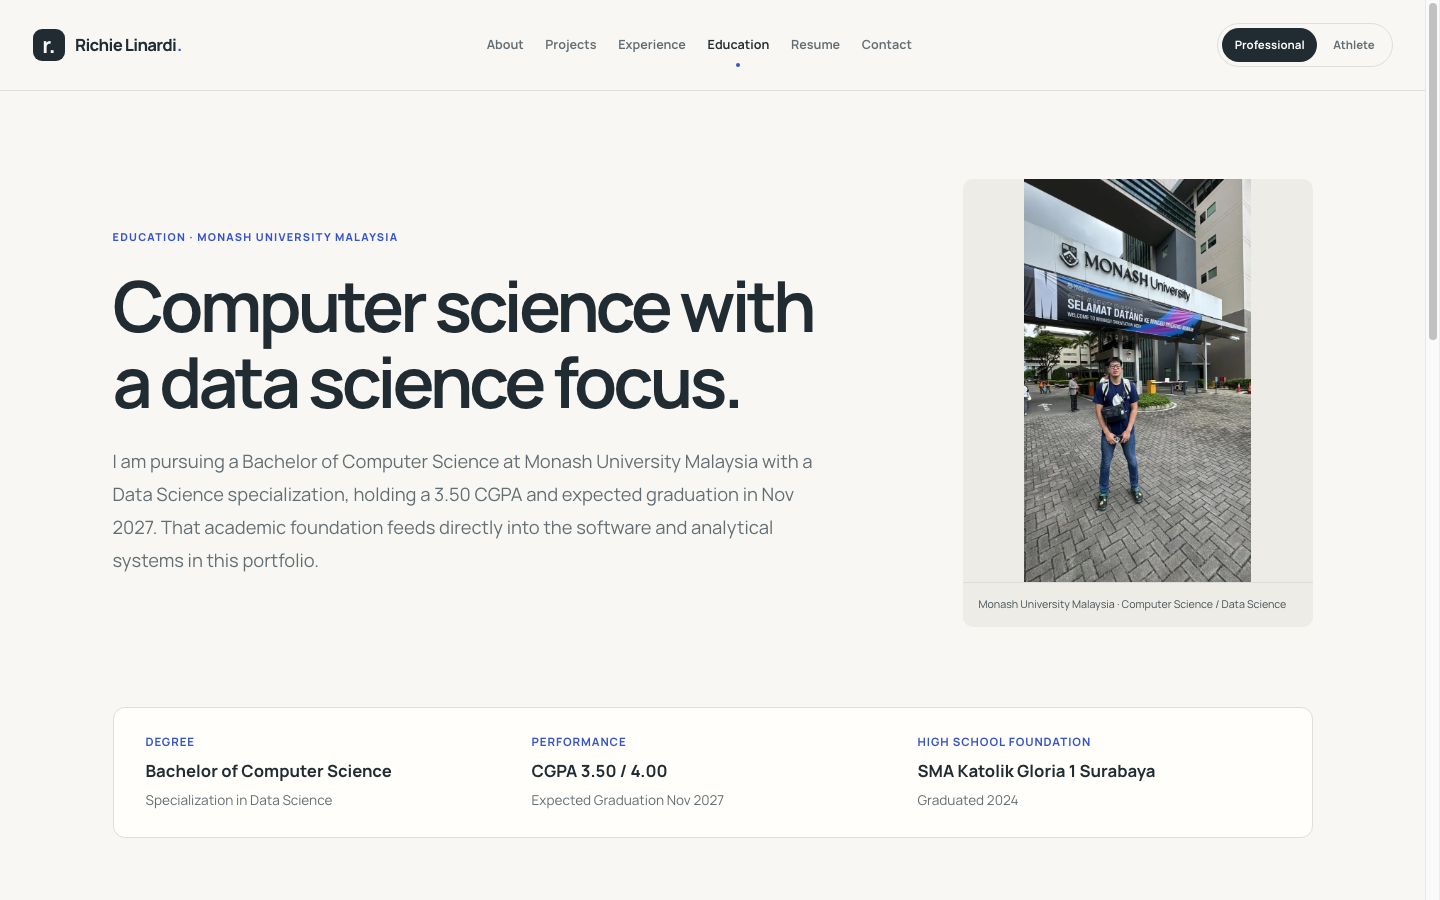 r.
Richie Linardi.
About
Projects
Experience
Education
Resume
Contact
Professional
Athlete
EDUCATION · MONASH UNIVERSITY MALAYSIA
Computer science with
a data science focus.
I am pursuing a Bachelor of Computer Science at Monash University Malaysia with a
Data Science specialization, holding a 3.50 CGPA and expected graduation in Nov
2027. That academic foundation feeds directly into the software and analytical
systems in this portfolio.
MONASH University
M
SELAMAT DATANG
Monash University Malaysia · Computer Science / Data Science
DEGREE
Bachelor of Computer Science
Specialization in Data Science
PERFORMANCE
CGPA 3.50 / 4.00
Expected Graduation Nov 2027
HIGH SCHOOL FOUNDATION
SMA Katolik Gloria 1 Surabaya
Graduated 2024